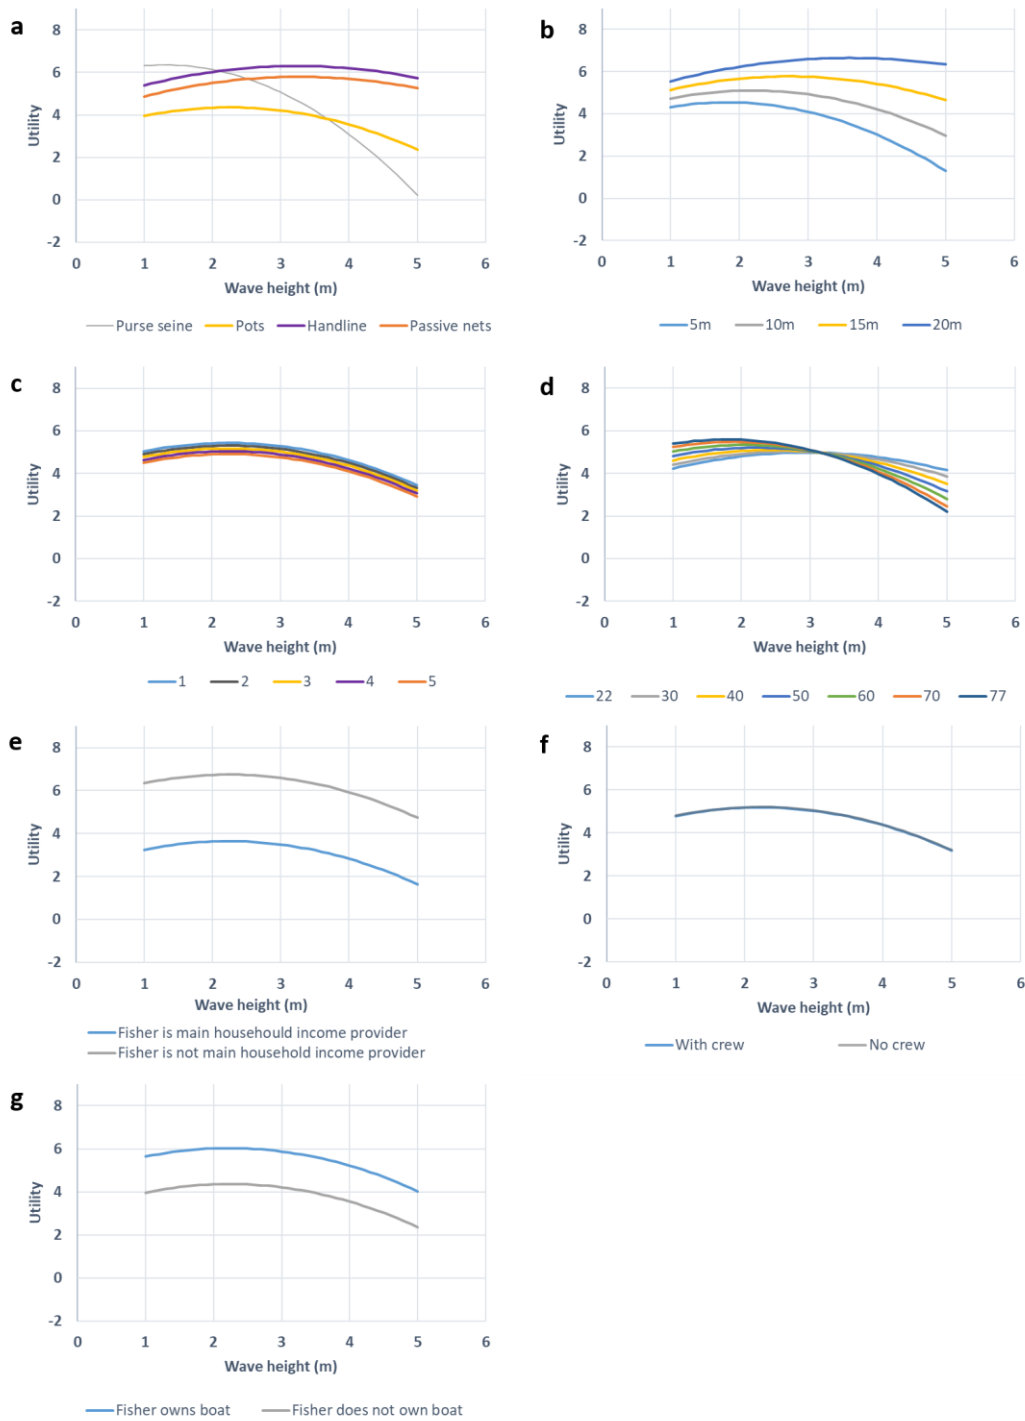 a
8
6
4
2
0
-2
Utility
0 1 2 3 4 5 6
Wave height (m)
Purse seine Pots Handline Passive nets
b
8
6
4
2
0
-2
Utility
0 1 2 3 4 5 6
Wave height (m)
5m 10m 15m 20m
c
8
6
4
2
0
-2
Utility
0 1 2 3 4 5 6
Wave height (m)
1 2 3 4 5
d
8
6
4
2
0
-2
Utility
0 1 2 3 4 5 6
Wave height (m)
22 30 40 50 60 70 77
e
8
6
4
2
0
-2
Utility
0 1 2 3 4 5 6
Wave height (m)
Fisher is main househould income provider
Fisher is not main household income provider
f
8
6
4
2
0
-2
Utility
0 1 2 3 4 5 6
Wave height (m)
With crew No crew
g
8
6
4
2
0
-2
Utility
0 1 2 3 4 5 6
Wave height (m)
Fisher owns boat Fisher does not own boat